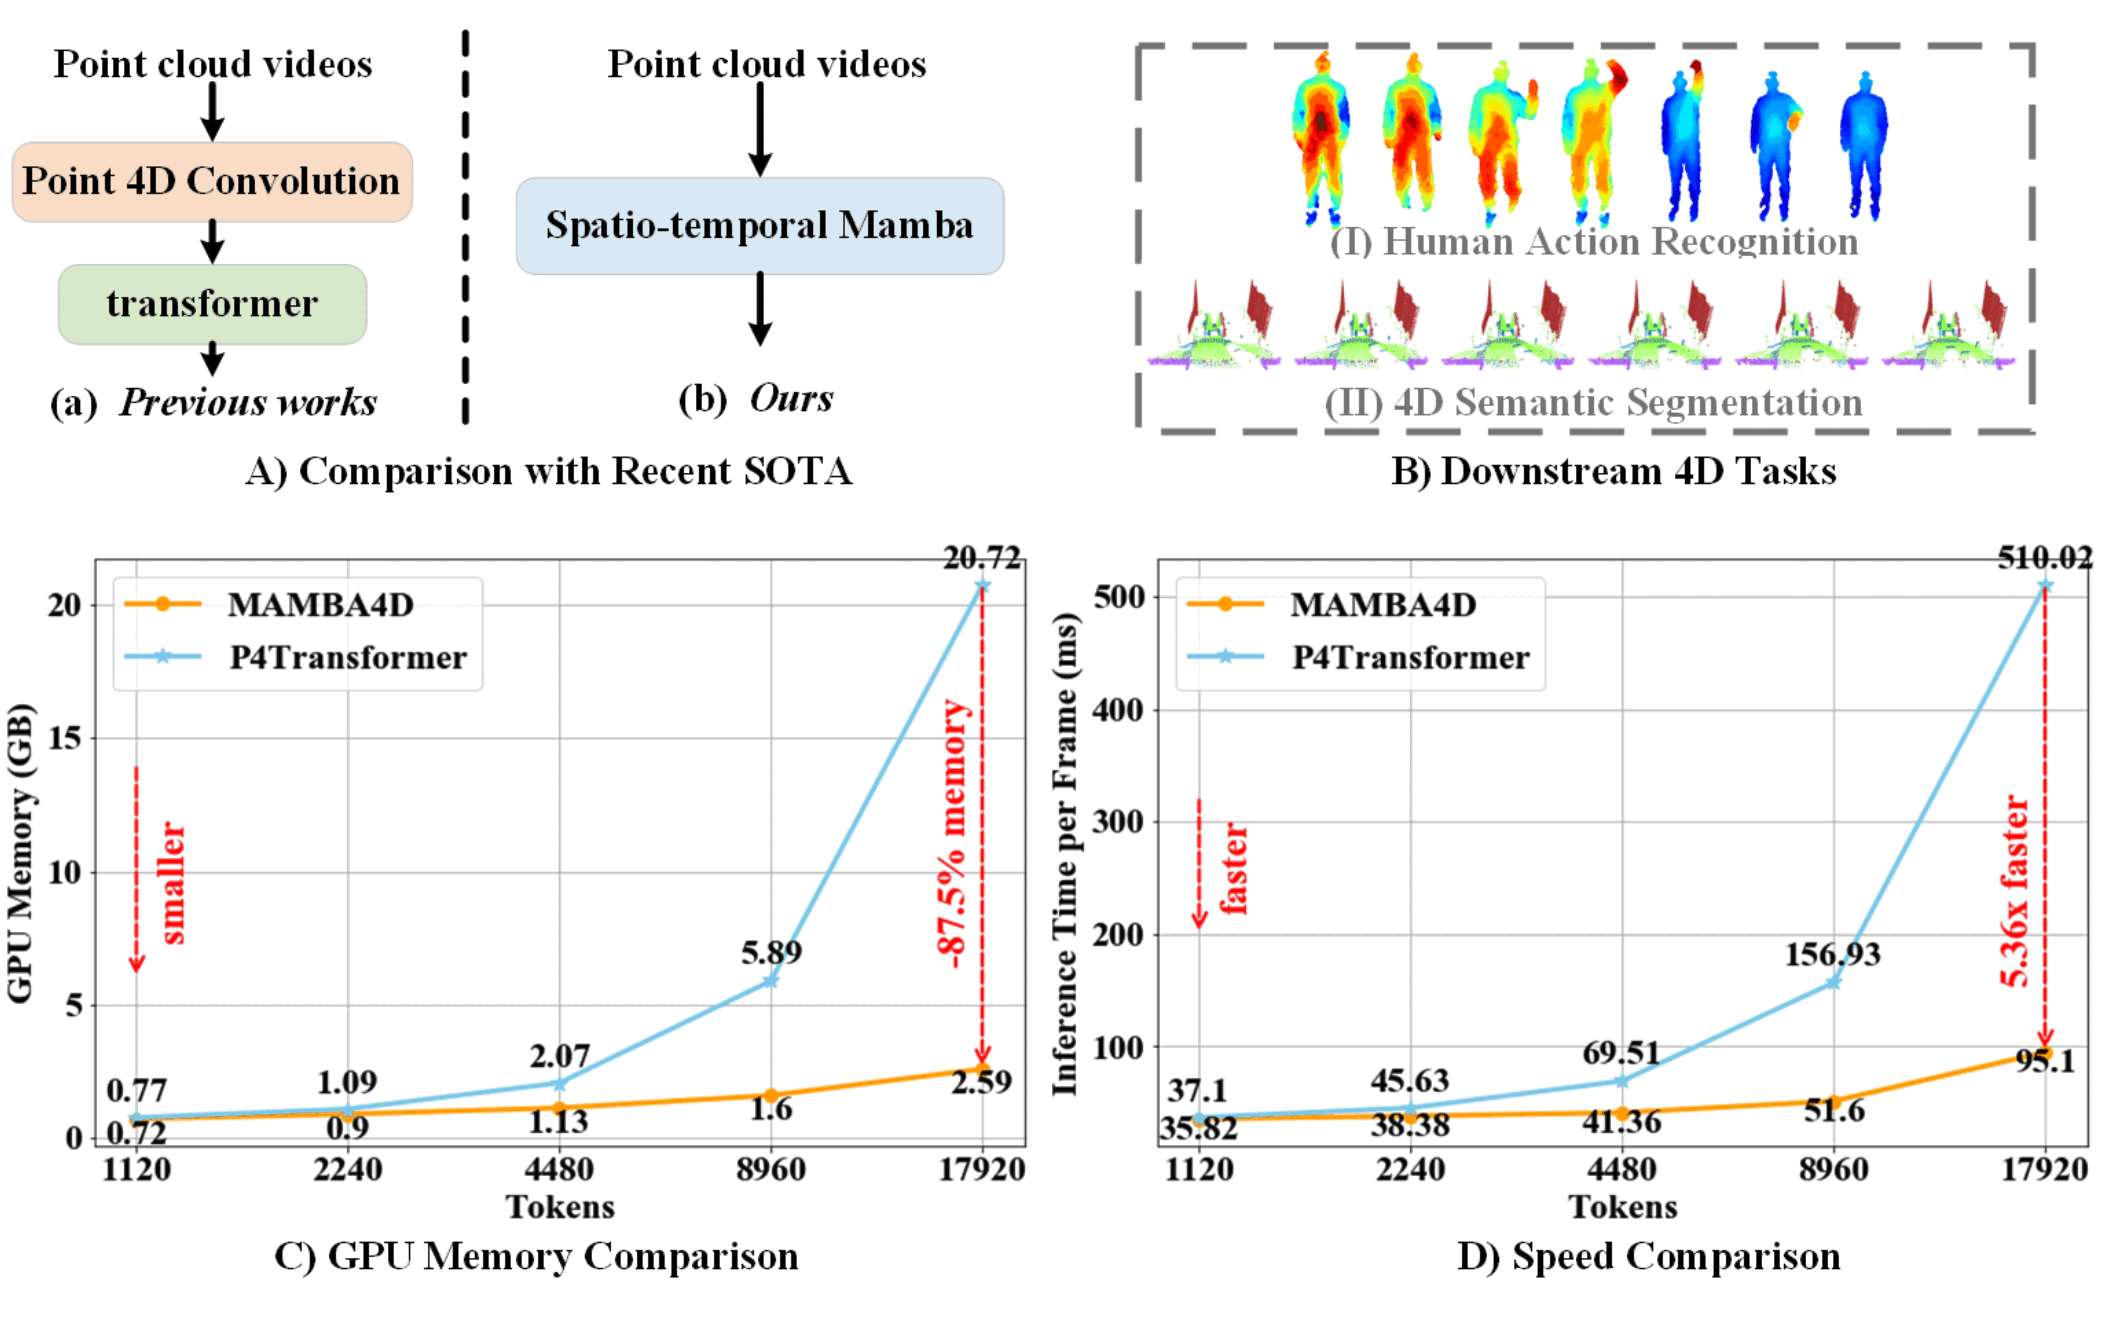 Point cloud videos
Point 4D Convolution
transformer
(a) Previous works
Point cloud videos
Spatio-temporal Mamba
(b) Ours
A) Comparison with Recent SOTA
(I) Human Action Recognition
(II) 4D Semantic Segmentation
B) Downstream 4D Tasks
MAMBA4D
P4Transformer
GPU Memory (GB)
20
15
10
5
0
smaller
-87.5% memory
0.77
1.09
2.07
5.89
20.72
0.72
0.9
1.13
1.6
2.59
1120 2240 4480 8960 17920
Tokens
C) GPU Memory Comparison
MAMBA4D
P4Transformer
Inference Time per Frame (ms)
500
400
300
200
100
faster
5.36x faster
37.1
45.63
69.51
156.93
510.02
35.82
38.38
41.36
51.6
95.1
1120 2240 4480 8960 17920
Tokens
D) Speed Comparison